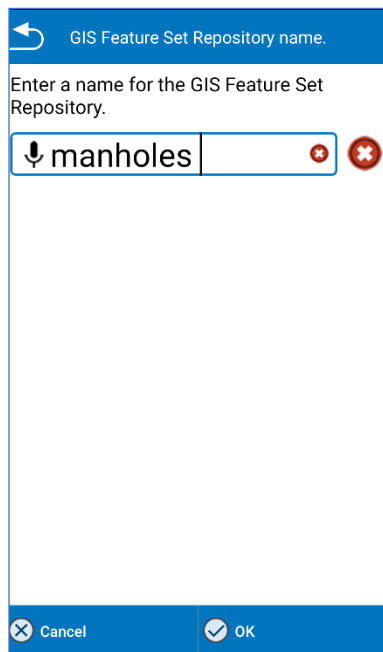 GIS Feature Set Repository name.
Enter a name for the GIS Feature Set
Repository.
manholes
Cancel
OK